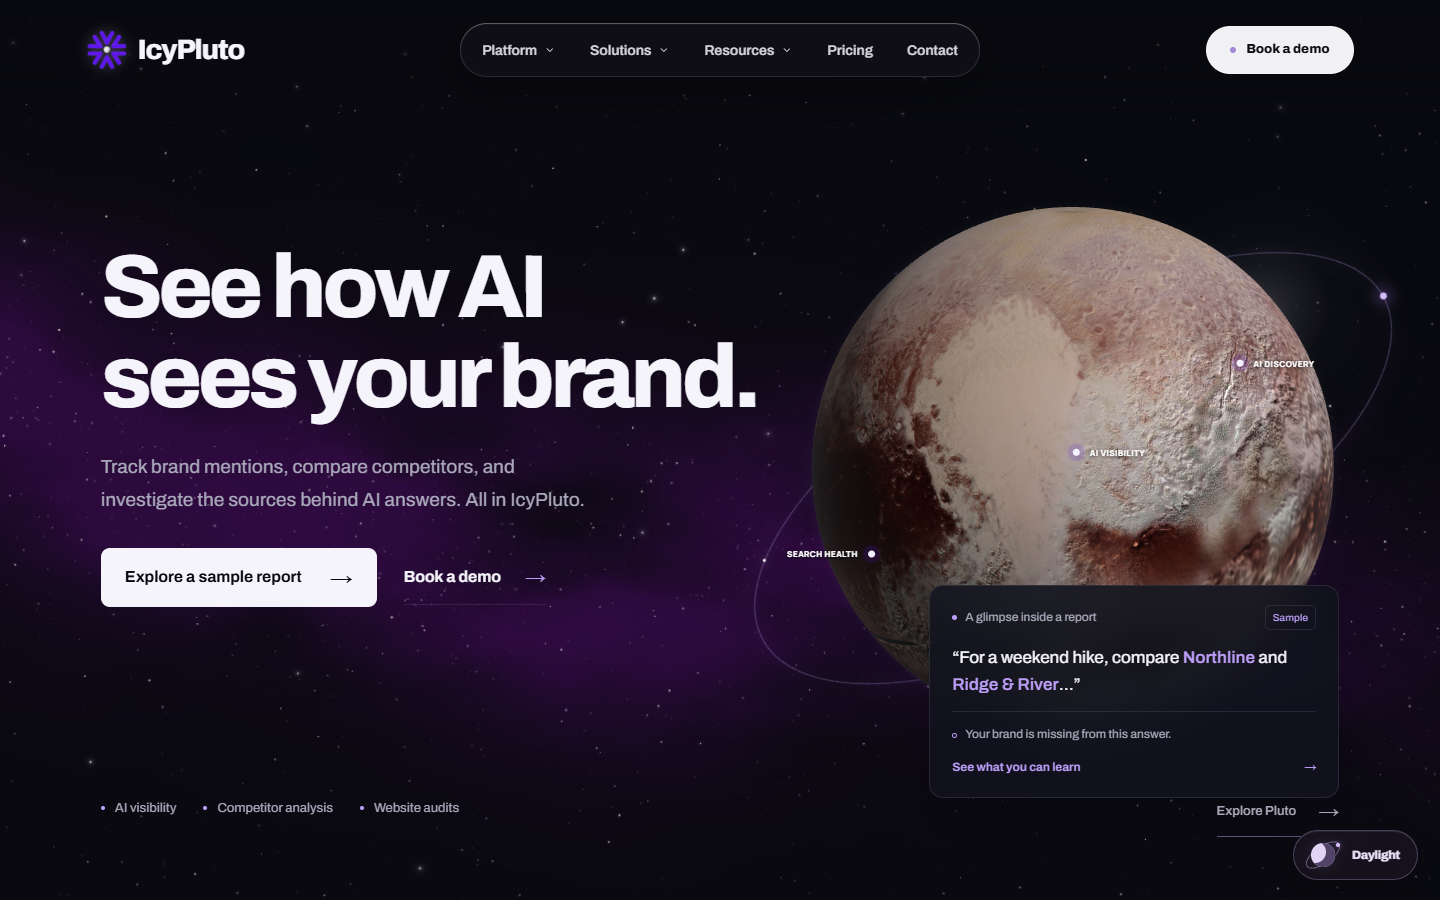 IcyPluto
Platform
Solutions
Resources
Pricing
Contact
Book a demo
See how AI
sees your brand.
Track brand mentions, compare competitors, and
investigate the sources behind AI answers. All in IcyPluto.
Explore a sample report
Book a demo
AI DISCOVERY
AI VISIBILITY
SEARCH HEALTH
A glimpse inside a report
Sample
“For a weekend hike, compare Northline and
Ridge & River...”
Your brand is missing from this answer.
See what you can learn
AI visibility
Competitor analysis
Website audits
Explore Pluto
Daylight